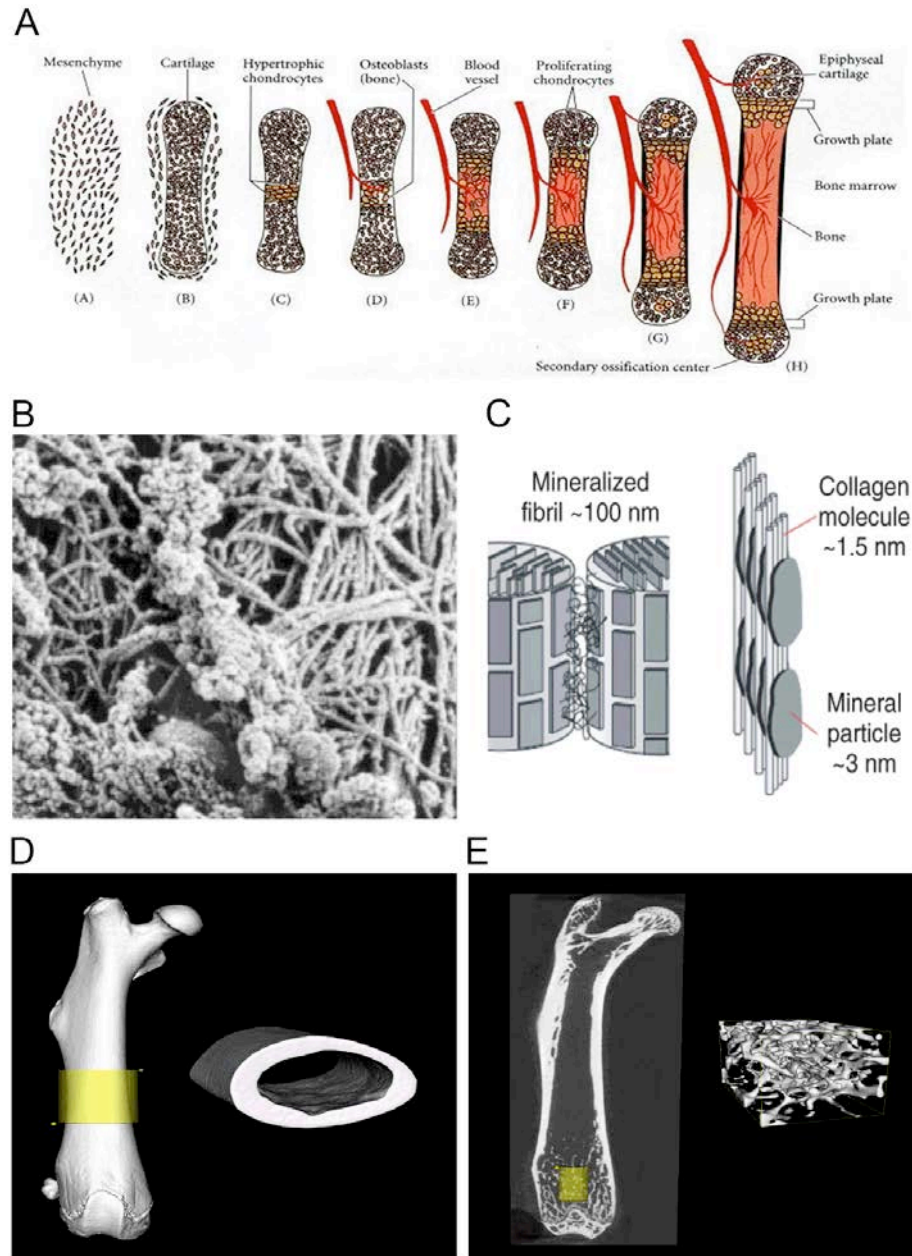 A
Mesenchyme
Cartilage
Hypertrophic
chondrocytes
Osteoblasts
(bone)
Blood
vessel
Proliferating
chondrocytes
Epiphyseal
cartilage
Growth plate
Bone marrow
Bone
Growth plate
Secondary ossification center
(A)
(B)
(C)
(D)
(E)
(F)
(G)
(H)
B
C
Mineralized
fibril ~100 nm
Collagen
molecule
~1.5 nm
Mineral
particle
~3 nm
D
E